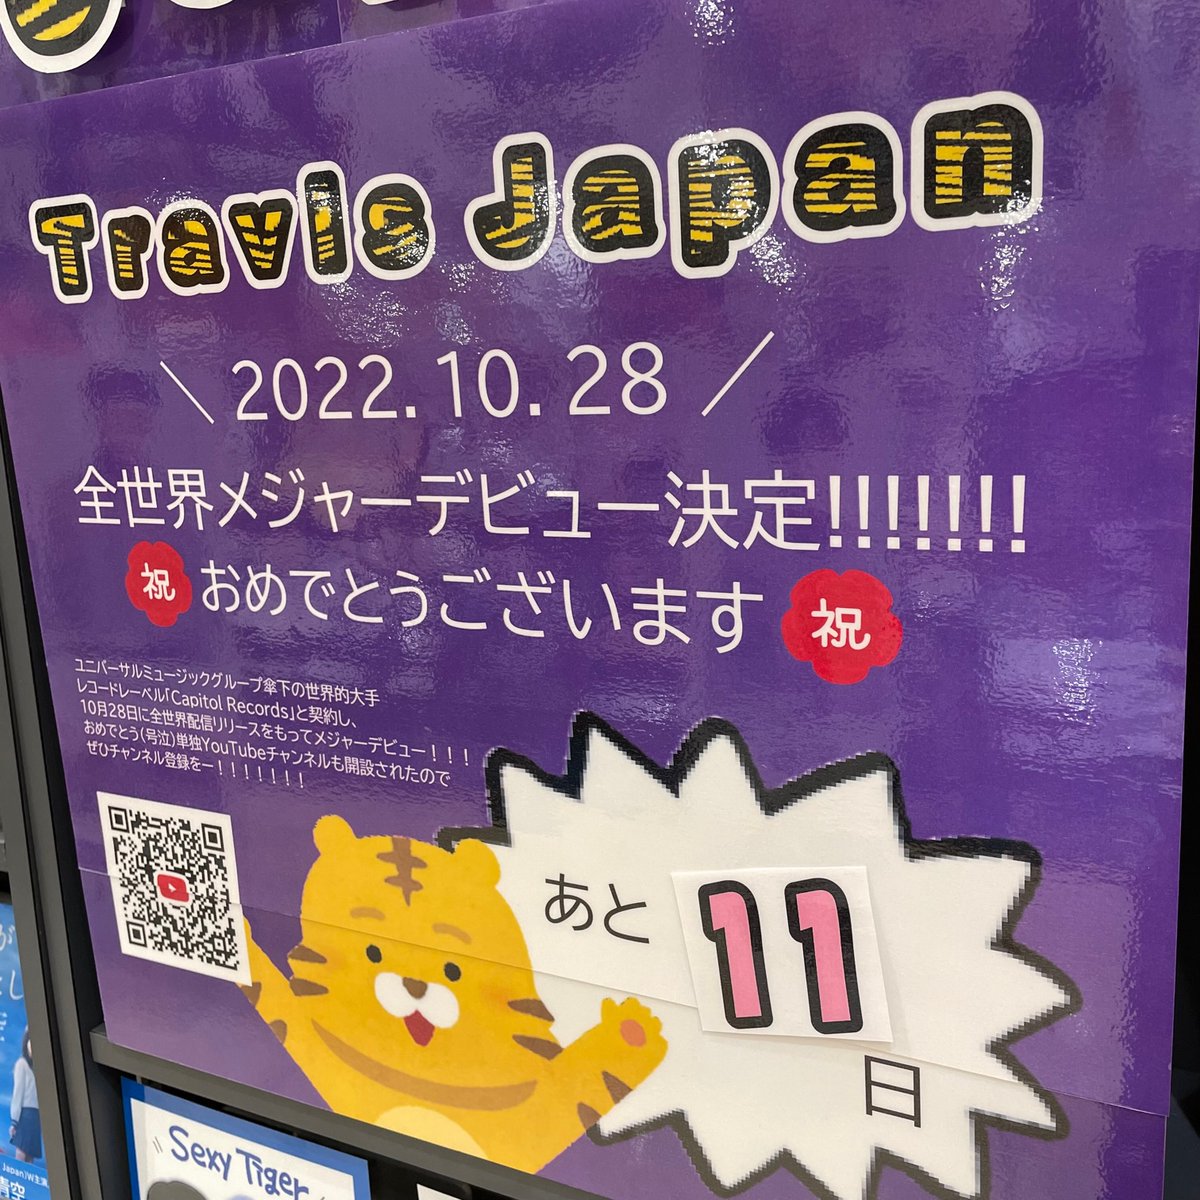 Travis Japan
\ 2022.10.28 /
全世界メジャーデビュー決定!!!!!!!
祝 おめでとうございます 祝
ユニバーサルミュージックグループ傘下の世界的大手
レコードレーベル「Capitol Records」と契約し、
10月28日に全世界配信リリースをもってメジャーデビュー！！！
おめでとう(号泣)単独YouTubeチャンネルも開設されたので
ぜひチャンネル登録をー！！！！！！！
あと 11
日
Sexy Tiger
Japan)W主演
青空